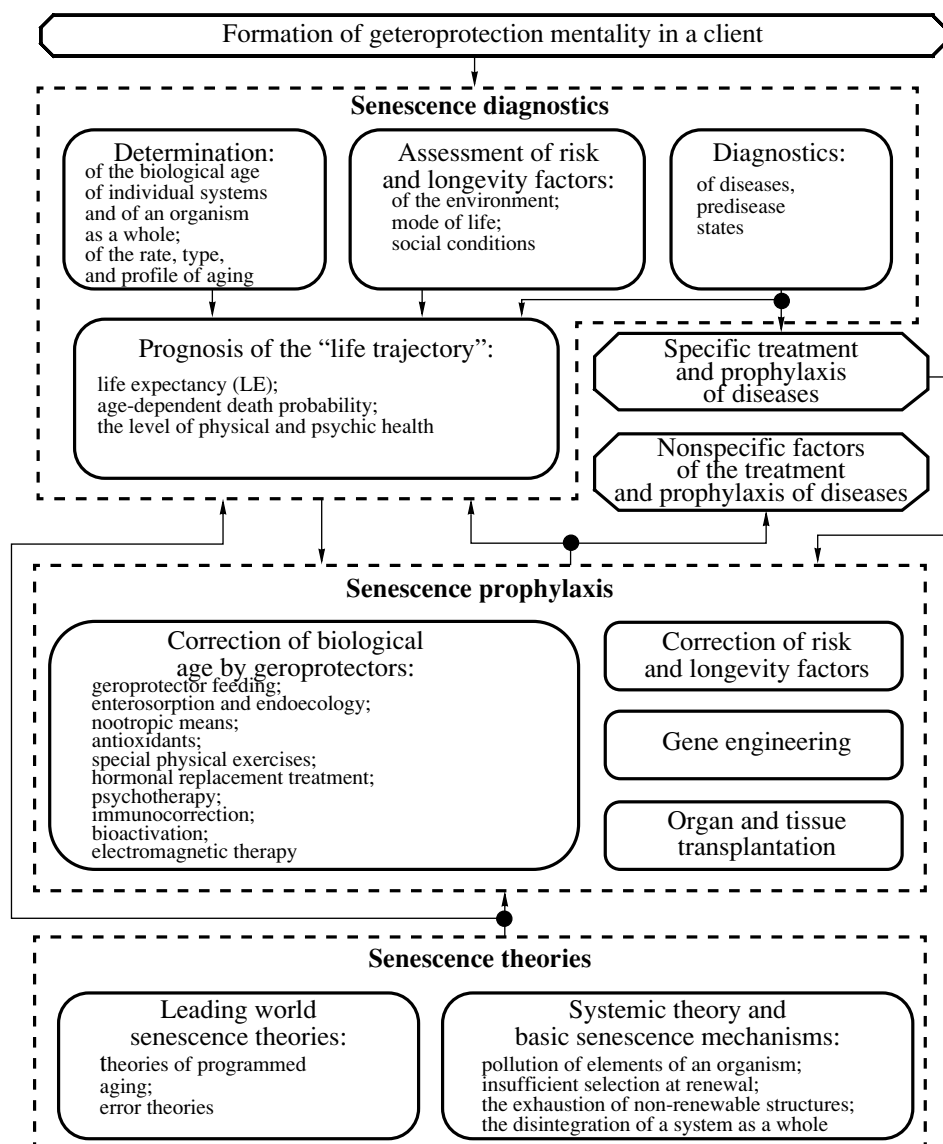 Formation of geteroprotection mentality in a client
Senescence diagnostics
Determination:
of the biological age
of individual systems
and of an organism
as a whole;
of the rate, type,
and profile of aging
Assessment of risk
and longevity factors:
of the environment;
mode of life;
social conditions
Diagnostics:
of diseases,
predisease
states
Prognosis of the “life trajectory”:
life expectancy (LE);
age-dependent death probability;
the level of physical and psychic health
Specific treatment
and prophylaxis
of diseases
Nonspecific factors
of the treatment
and prophylaxis of diseases
Senescence prophylaxis
Correction of biological
age by geroprotectors:
geroprotector feeding;
enterosorption and endoecology;
nootropic means;
antioxidants;
special physical exercises;
hormonal replacement treatment;
psychotherapy;
immunocorrection;
bioactivation;
electromagnetic therapy
Correction of risk
and longevity factors
Gene engineering
Organ and tissue
transplantation
Senescence theories
Leading world
senescence theories:
theories of programmed
aging;
error theories
Systemic theory and
basic senescence mechanisms:
pollution of elements of an organism;
insufficient selection at renewal;
the exhaustion of non-renewable structures;
the disintegration of a system as a whole